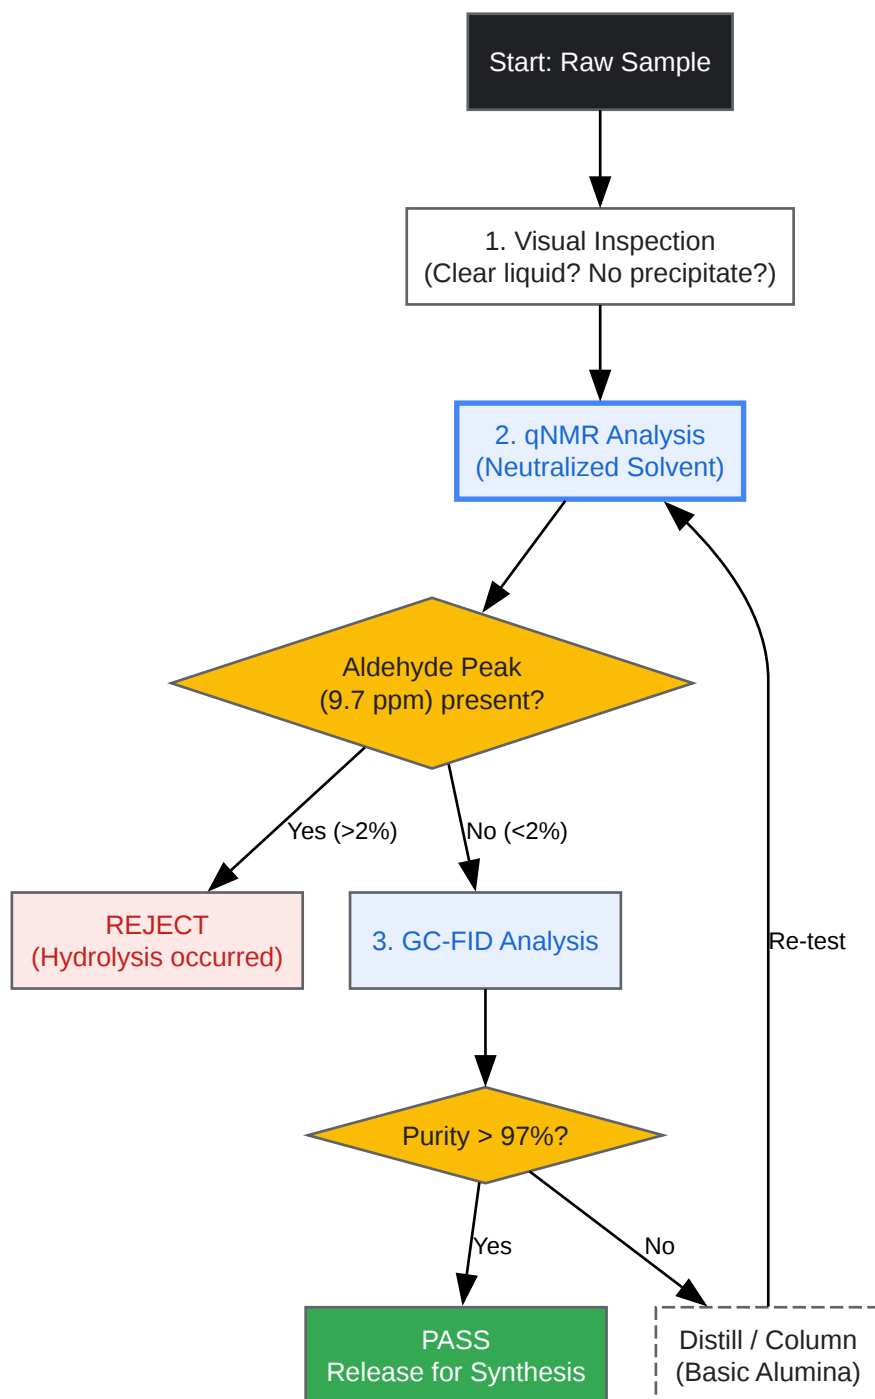 Start: Raw Sample
1. Visual Inspection
(Clear liquid? No precipitate?)
2. qNMR Analysis
(Neutralized Solvent)
Aldehyde Peak
(9.7 ppm) present?
Yes (>2%)
No (<2%)
REJECT
(Hydrolysis occurred)
3. GC-FID Analysis
Re-test
Purity > 97%?
Yes
No
PASS
Release for Synthesis
Distill / Column
(Basic Alumina)